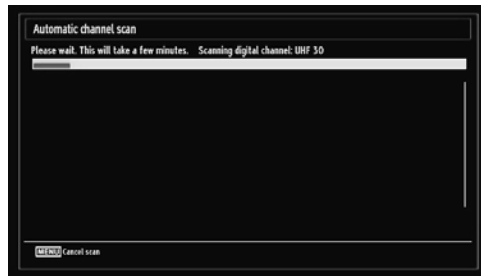 Automatic channel scan
Please wait. This will take a few minutes. Scanning digital channel: UHF 30
MENU Cancel scan